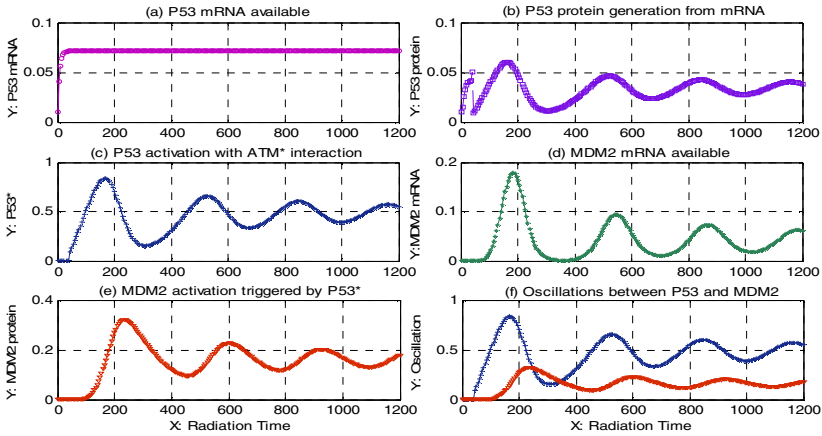 (a) P53 mRNA available
(b) P53 protein generation from mRNA
0.1
0.05
0
Y: P53 mRNA
0 200 400 600 800 1000 1200
0.1
0.05
0
Y: P53 protein
0 200 400 600 800 1000 1200
(c) P53 activation with ATM* interaction
(d) MDM2 mRNA available
1
0.5
0
Y: P53*
0 200 400 600 800 1000 1200
0.2
0.1
0
Y:MDM2 mRNA
0 200 400 600 800 1000 1200
(e) MDM2 activation triggered by P53*
(f) Oscillations between P53 and MDM2
0.4
0.2
0
Y: MDM2 protein
0 200 400 600 800 1000 1200
X: Radiation Time
1
0.5
0
Y: Oscillation
0 200 400 600 800 1000 1200
X: Radiation Time